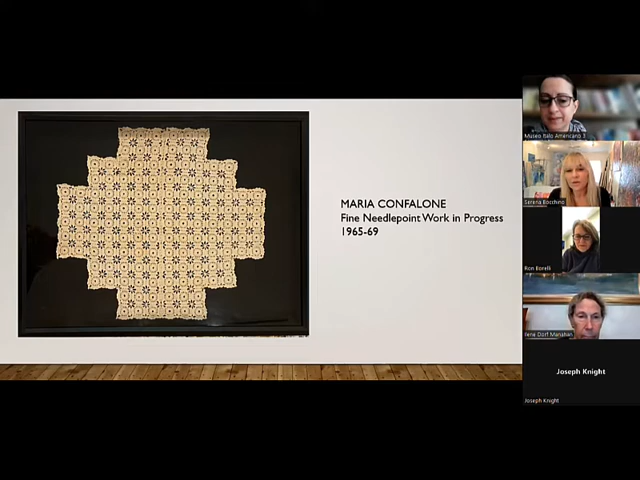 MARIA CONFALONE
Fine Needlepoint Work in Progress
1965-69
Museo Italo Americano 3
Serena Bocchino
Ron Borelli
Joseph Knight
Joseph Knight